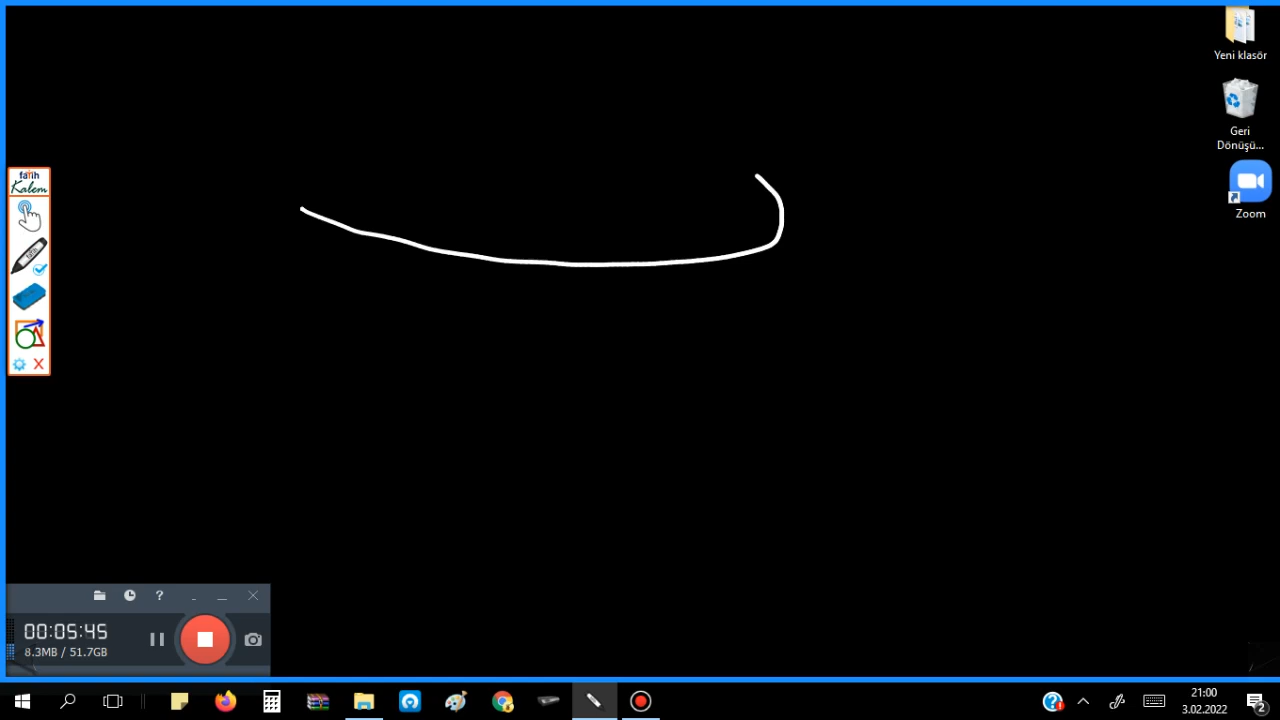 Yeni klasör
Geri
Dönüşü...
Zoom
fatih
Kalem
00:05:45
8.3MB / 51.7GB
21:00
3.02.2022
2